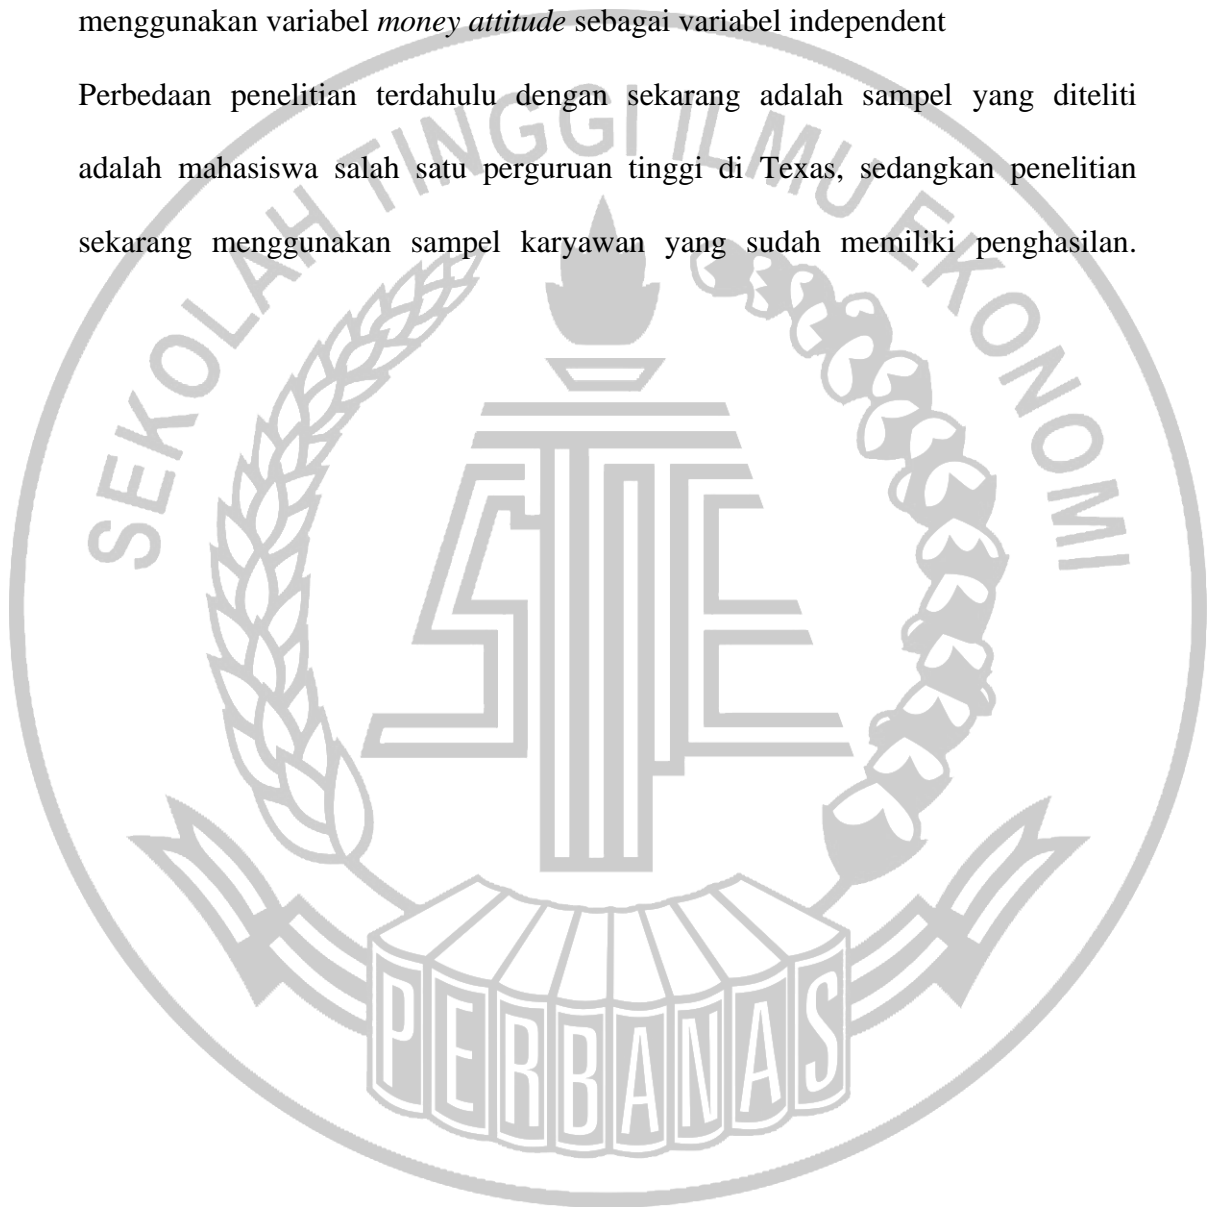 menggunakan variabel money attitude sebagai variabel independent
Perbedaan penelitian terdahulu dengan sekarang adalah sampel yang diteliti
adalah mahasiswa salah satu perguruan tinggi di Texas, sedangkan penelitian
sekarang menggunakan sampel karyawan yang sudah memiliki penghasilan.
SEKOLAH TINGGI ILMU EKONOMI
STIE
PERBANAS